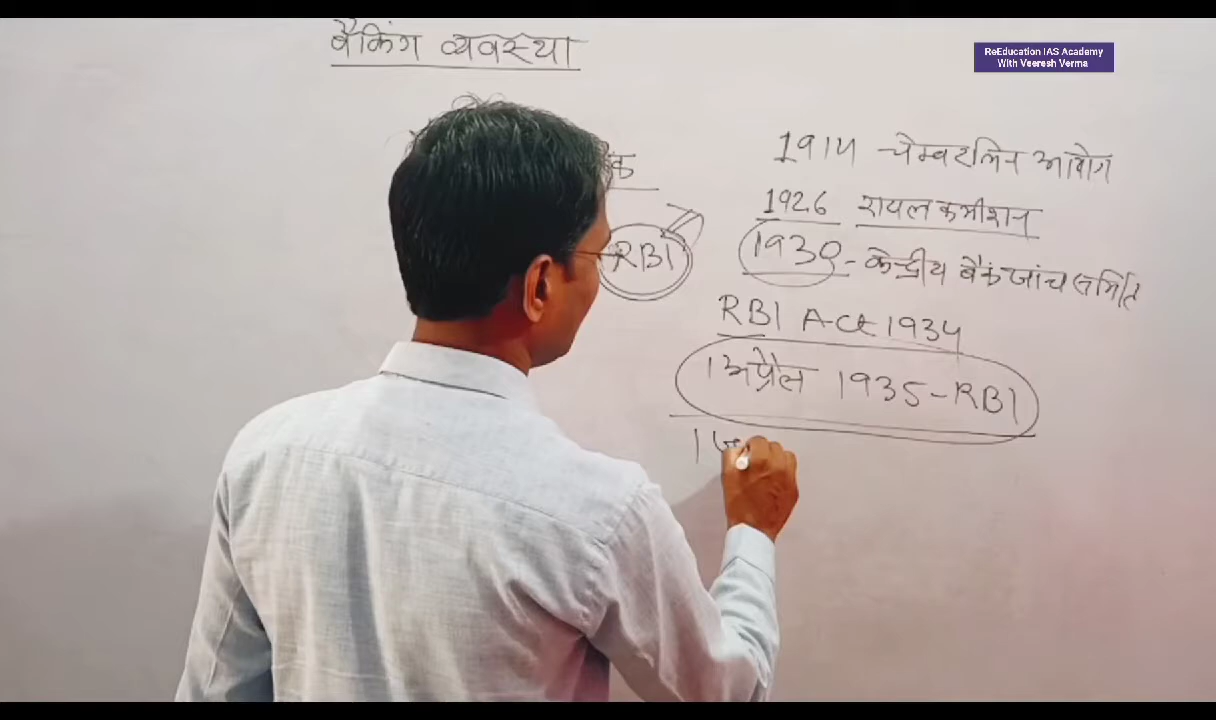 बैकिंग व्यवस्था
ReEducation IAS Academy
With Veeresh Verma
1914 चेम्बरलिन आयोग
1926 रायल कमीशन
RBI
1930 - केन्द्रीय बैंक जांच समिति
RBI Act 1934
1 अप्रैल 1935 - RBI
1